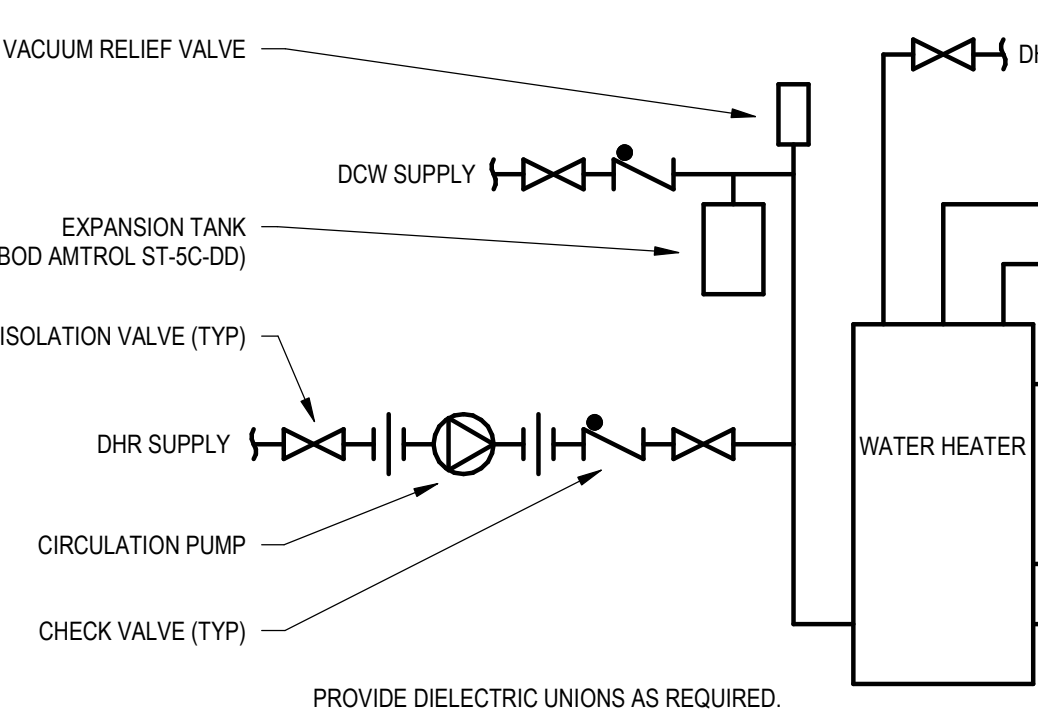 VACUUM RELIEF VALVE
DH
DCW SUPPLY
EXPANSION TANK
BOD AMTROL ST-5C-DD)
ISOLATION VALVE (TYP)
DHR SUPPLY
WATER HEATER
CIRCULATION PUMP
CHECK VALVE (TYP)
PROVIDE DIELECTRIC UNIONS AS REQUIRED.